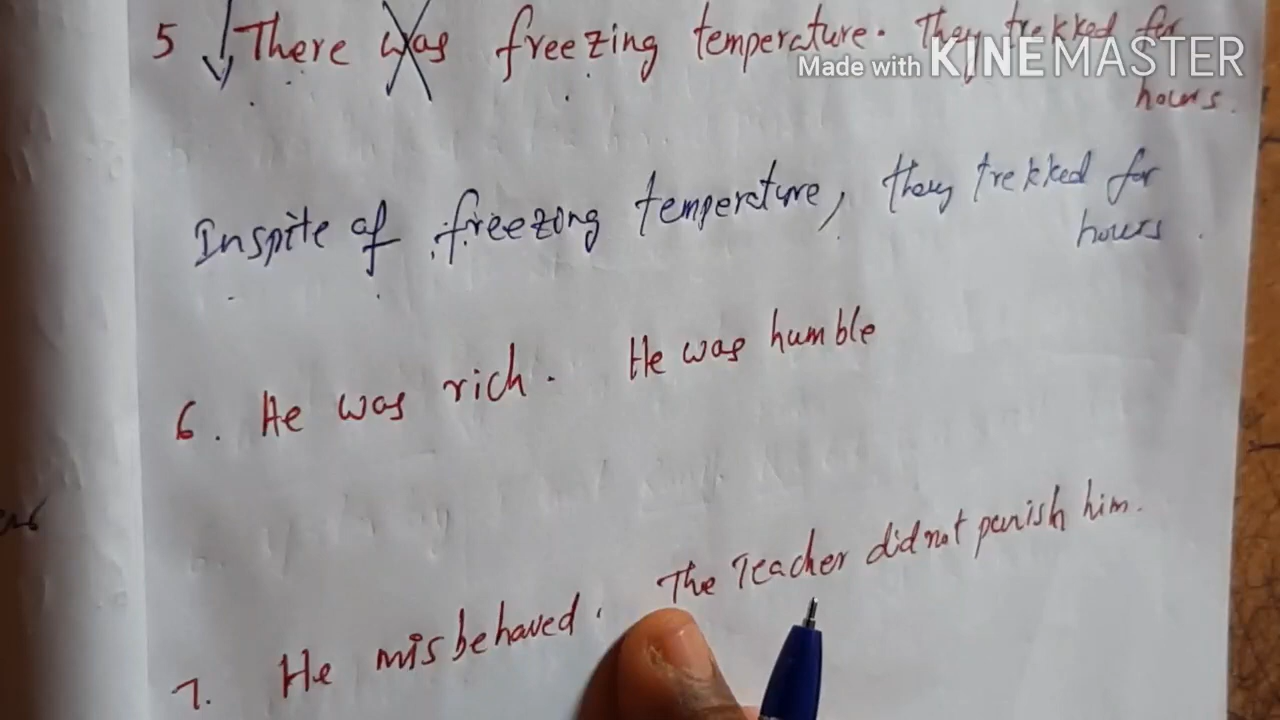 5 There was freezing temperature. They trekked for
Made with KINEMASTER
hours.
Inspite of freezing temperature, they trekked for
hours.
6. He was rich. He was humble
7. He misbehaved. The Teacher did not punish him.